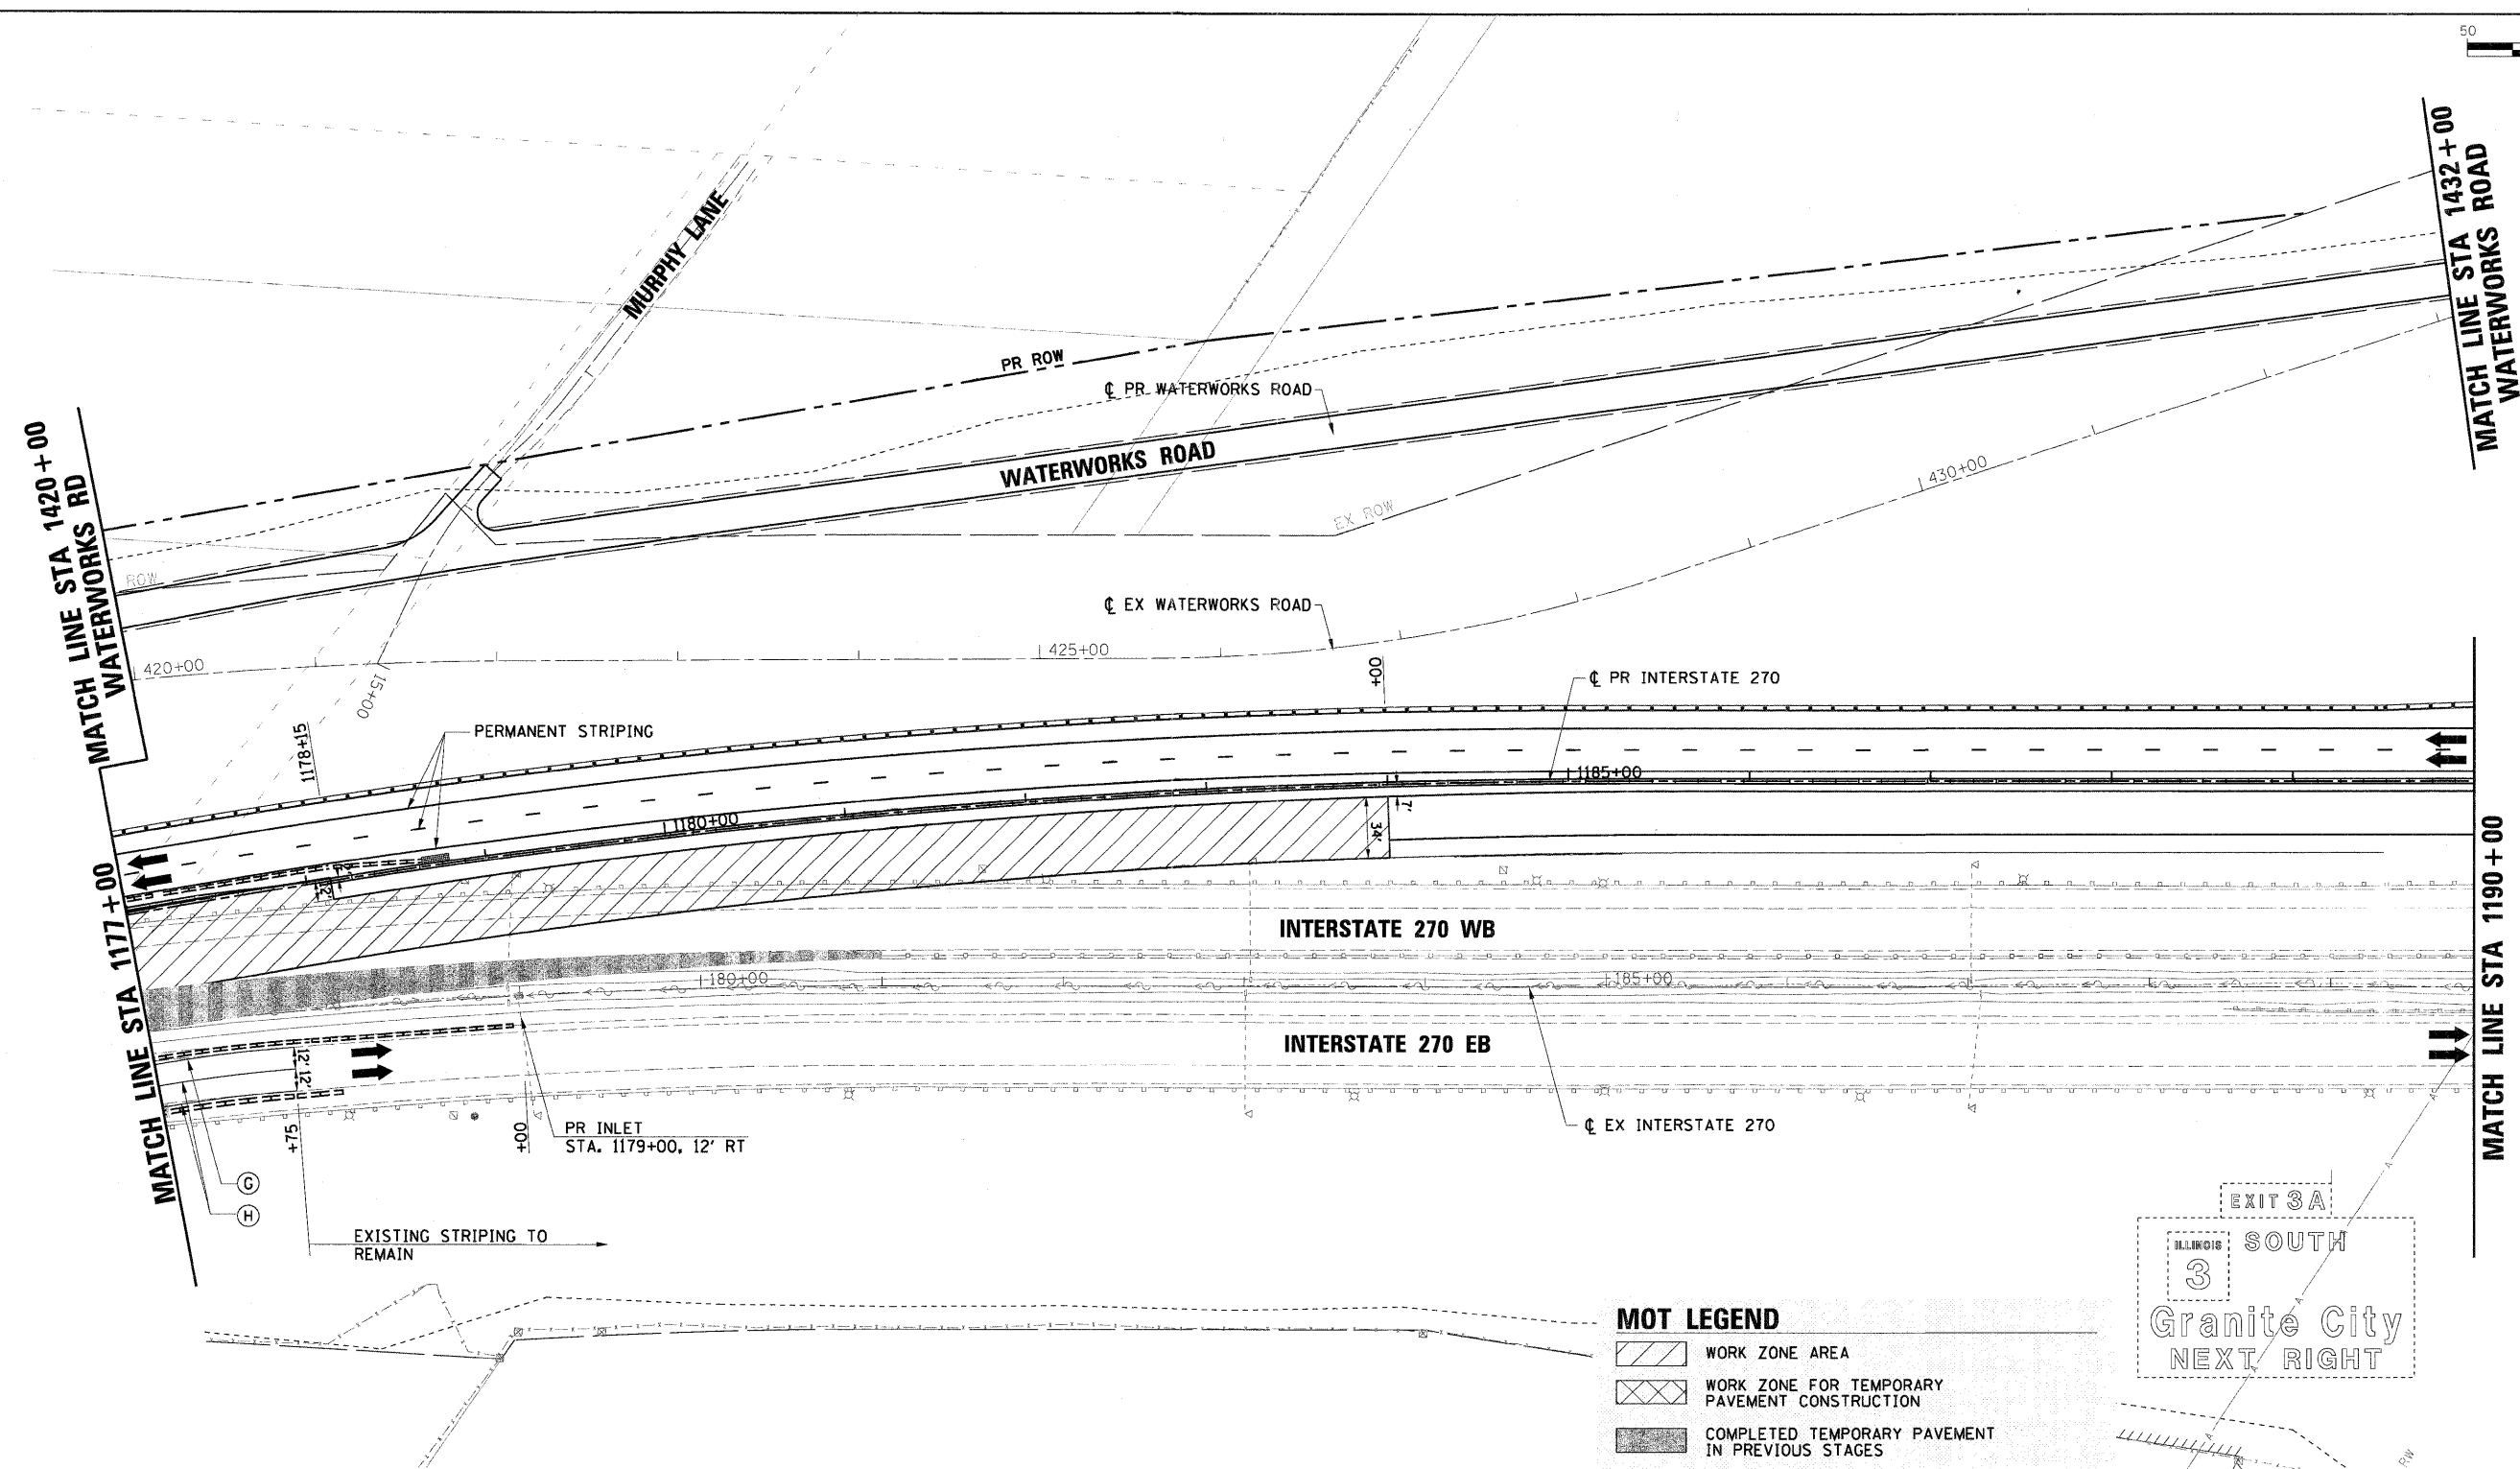 50
MATCH LINE STA 1432+00
WATERWORKS ROAD
MURPHY LANE
PR ROW
℄ PR WATERWORKS ROAD
WATERWORKS ROAD
MATCH LINE STA 1420+00
WATERWORKS RD
430+00
EX ROW
ROW
℄ EX WATERWORKS ROAD
420+00
425+00
15+00
+00
℄ PR INTERSTATE 270
PERMANENT STRIPING
1178+15
1185+00
1180+00
7'
34'
MATCH LINE STA 1177+00
MATCH LINE STA 1190+00
INTERSTATE 270 WB
180+00
185+00
INTERSTATE 270 EB
12' 12'
+75
+00
PR INLET
STA. 1179+00, 12' RT
℄ EX INTERSTATE 270
G
H
EXISTING STRIPING TO
REMAIN
EXIT 3A
ILLINOIS
3
SOUTH
Granite City
NEXT RIGHT
MOT LEGEND
WORK ZONE AREA
WORK ZONE FOR TEMPORARY
PAVEMENT CONSTRUCTION
COMPLETED TEMPORARY PAVEMENT
IN PREVIOUS STAGES
RW